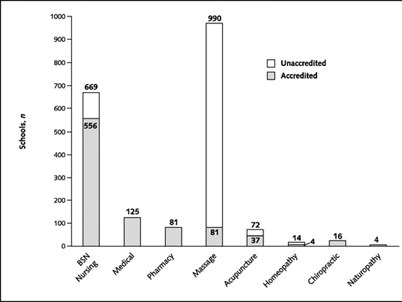 1000
900
800
700
600
500
400
300
200
100
0
Schools, n
990
669
556
125
81
81
72
37
14
4
16
4
Unaccredited
Accredited
BSN
Nursing
Medical
Pharmacy
Massage
Acupuncture
Homeopathy
Chiropractic
Naturopathy